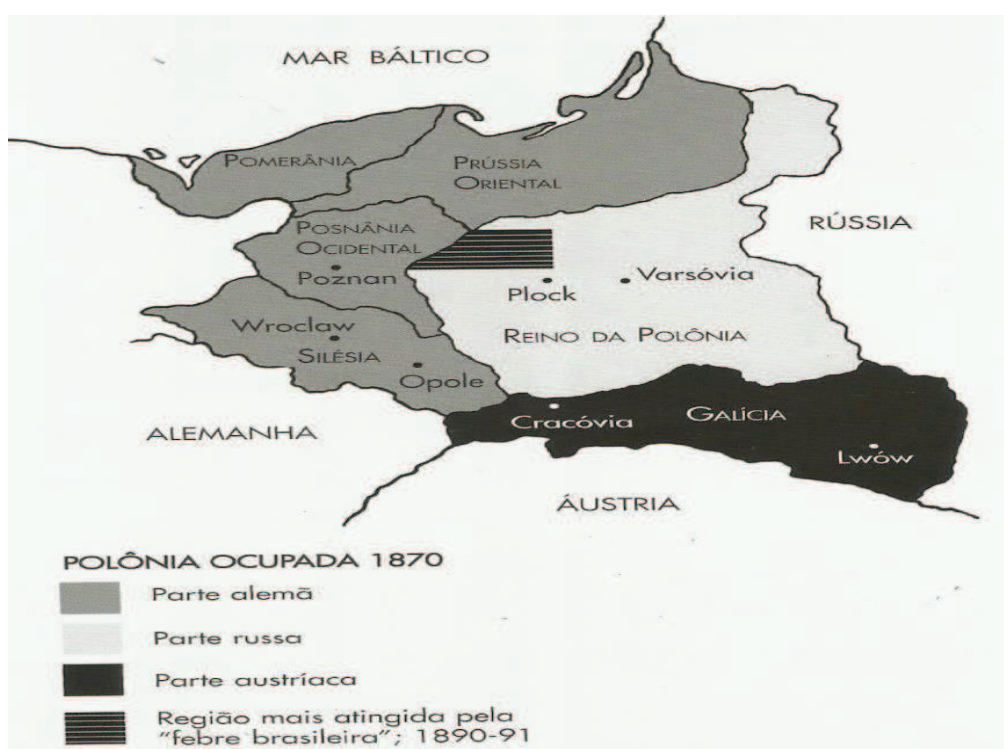 MAR BÁLTICO
POMERÂNIA
PRÚSSIA
ORIENTAL
RÚSSIA
POSNÂNIA
OCIDENTAL
Poznan
Varsóvia
Plock
Wroclaw
REINO DA POLÔNIA
SILÉSIA
Opole
ALEMANHA
Cracóvia
GALÍCIA
Lwów
ÁUSTRIA
POLÔNIA OCUPADA 1870
Parte alemã
Parte russa
Parte austríaca
Região mais atingida pela
“febre brasileira”; 1890-91